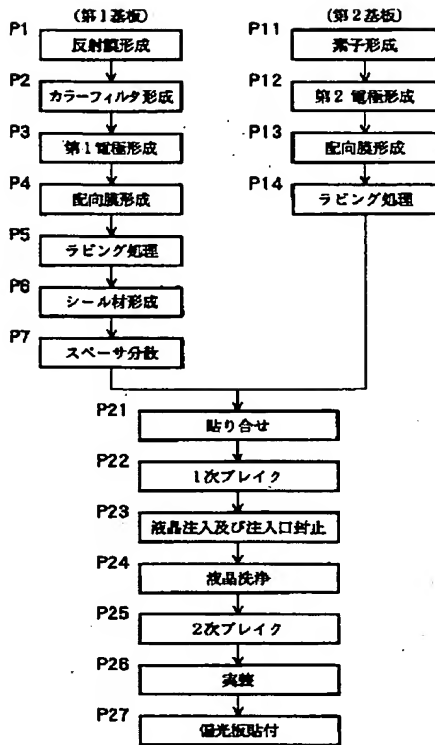 (第1基板)
P1 反射膜形成
P2 カラーフィルタ形成
P3 第1電極形成
P4 配向膜形成
P5 ラビング処理
P6 シール材形成
P7 スペーサ分散
(第2基板)
P11 素子形成
P12 第2電極形成
P13 配向膜形成
P14 ラビング処理
P21 貼り合せ
P22 1次ブレイク
P23 液晶注入及び注入口封止
P24 液晶洗浄
P25 2次ブレイク
P26 実装
P27 偏光板貼付